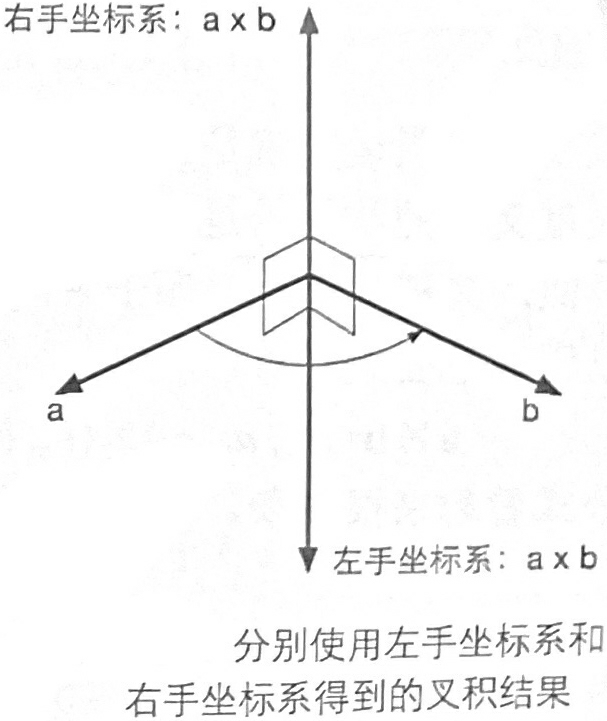 右手坐标系：a x b
a
b
左手坐标系：a x b
分别使用左手坐标系和
右手坐标系得到的叉积结果